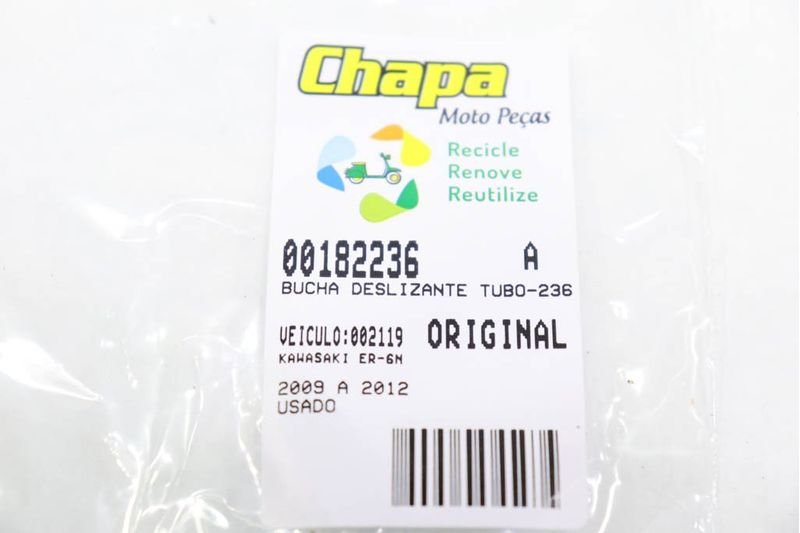 Chapa
Moto Peças
Recicle
Renove
Reutilize
00182236 A
BUCHA DESLIZANTE TUBO-236
VEICULO:002119 ORIGINAL
KAWASAKI ER-6N
2009 A 2012
USADO